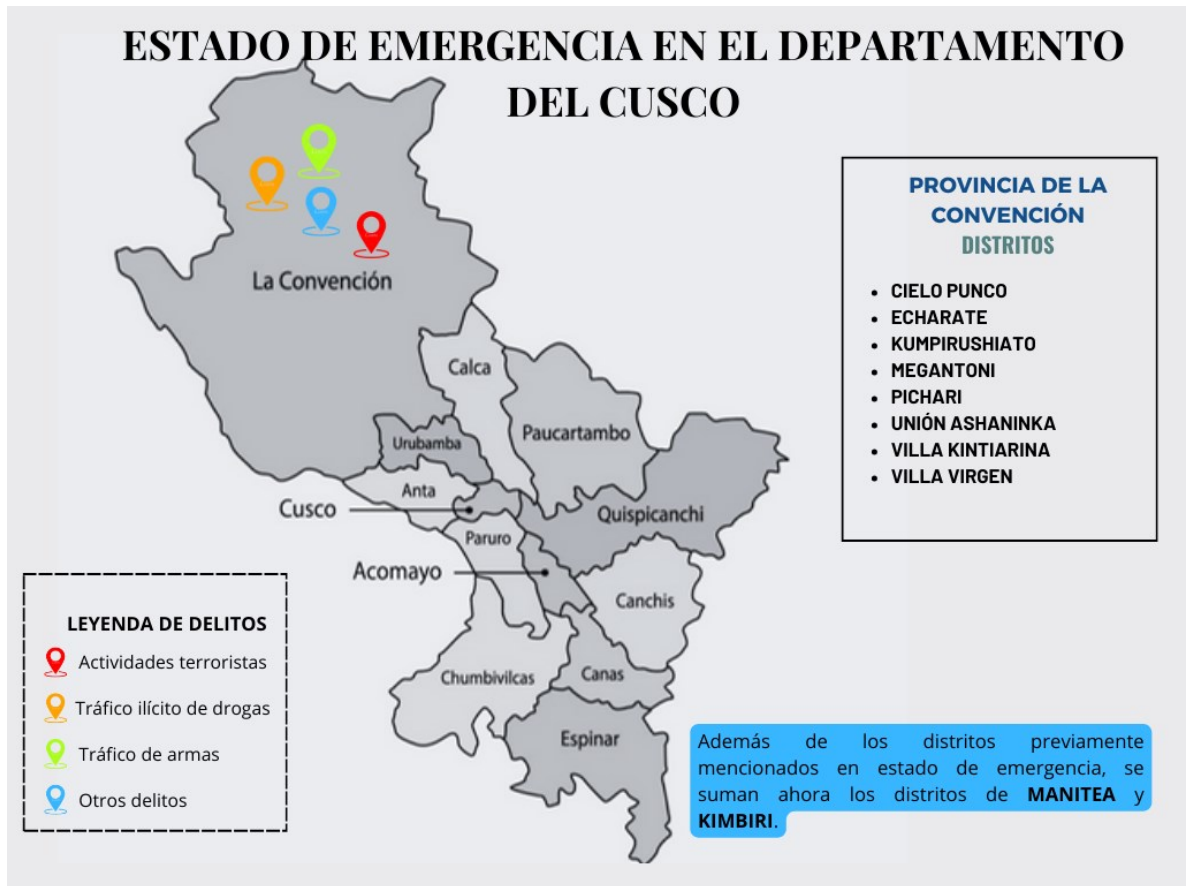 ESTADO DE EMERGENCIA EN EL DEPARTAMENTO
DEL CUSCO
PROVINCIA DE LA
CONVENCIÓN
DISTRITOS
• CIELO PUNCO
• ECHARATE
• KUMPIRUSHIATO
• MEGANTONI
• PICHARI
• UNIÓN ASHANINKA
• VILLA KINTIARINA
• VILLA VIRGEN
La Convención
Calca
Paucartambo
Urubamba
Anta
Cusco
Quispicanchi
Paruro
Acomayo
Canchis
Chumbivilcas
Canas
Espinar
LEYENDA DE DELITOS
Actividades terroristas
Tráfico ilícito de drogas
Tráfico de armas
Otros delitos
Además de los distritos previamente
mencionados en estado de emergencia, se
suman ahora los distritos de MANITEA y
KIMBIRI.